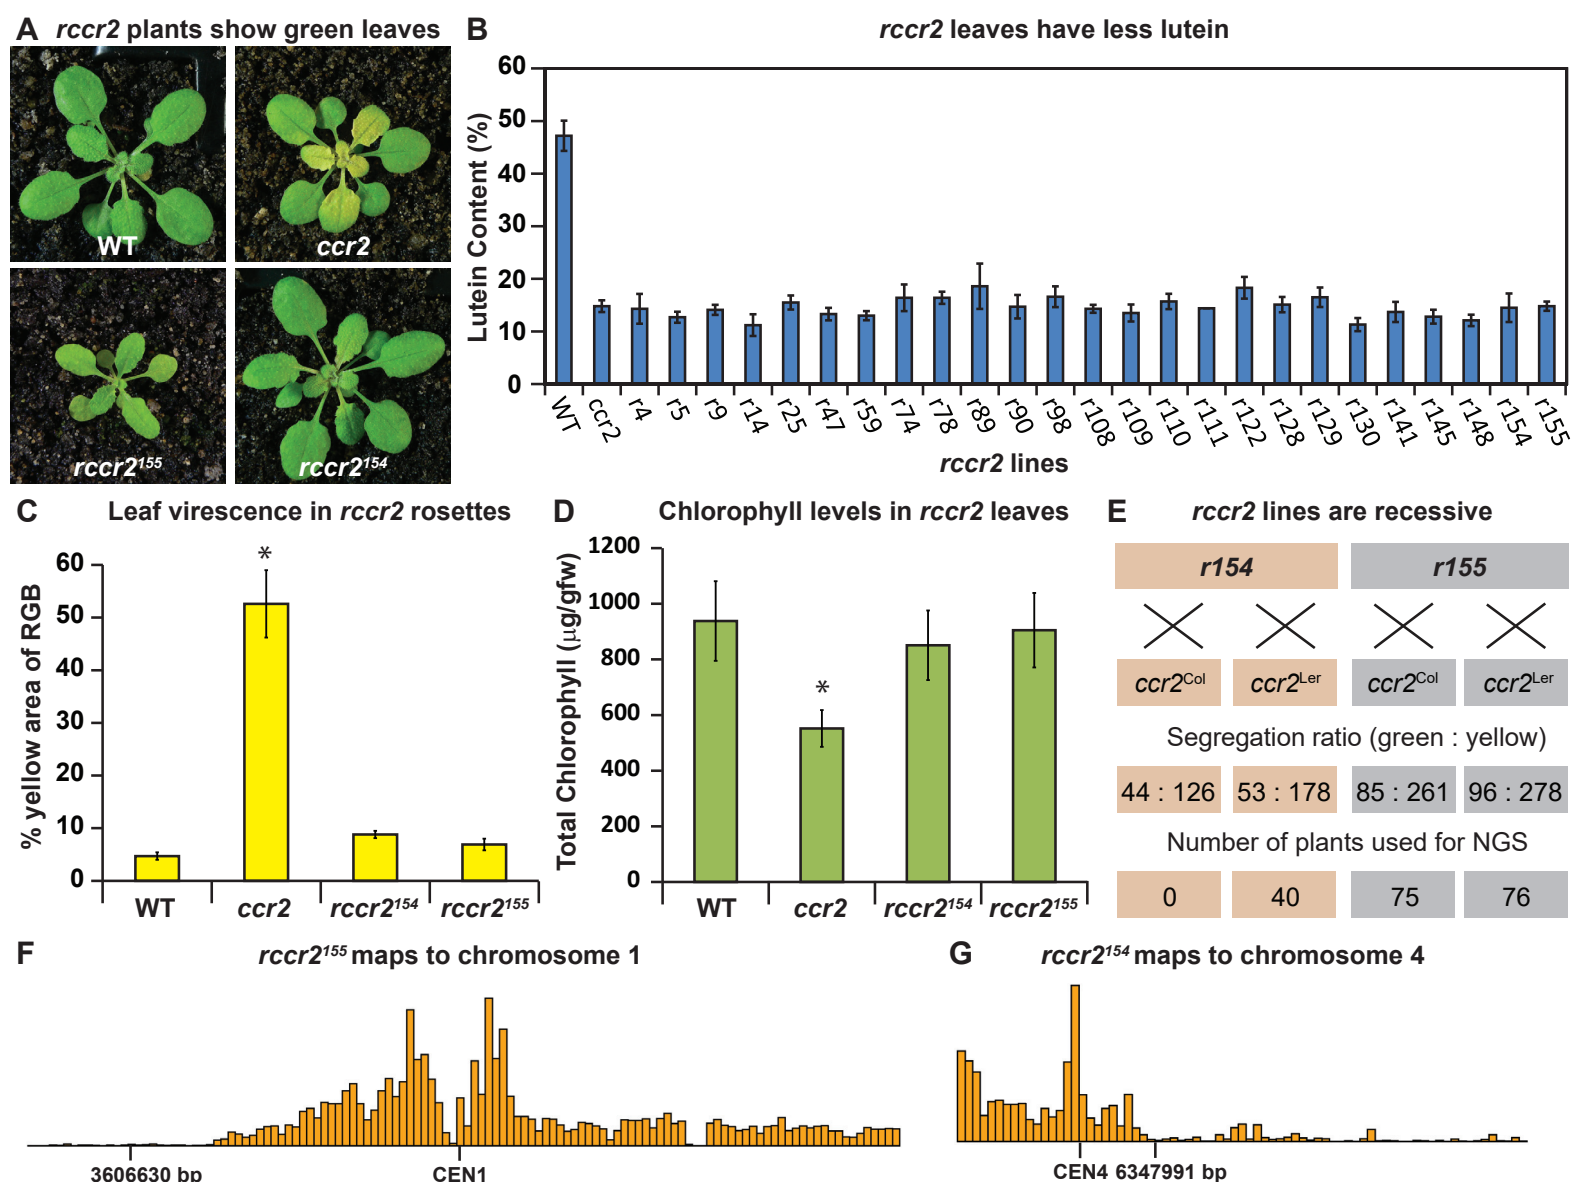 A rccr2 plants show green leaves
WT
ccr2
rccr2¹⁵⁵
rccr2¹⁵⁴
B rccr2 leaves have less lutein
Lutein Content (%)
60
50
40
30
20
10
0
WT ccr2 r4 r5 r9 r14 r25 r47 r59 r74 r78 r89 r90 r98 r108 r109 r110 r111 r122 r128 r129 r130 r141 r145 r148 r154 r155
rccr2 lines
C Leaf virescence in rccr2 rosettes
% yellow area of RGB
60
50
40
30
20
10
0
*
WT ccr2 rccr2¹⁵⁴ rccr2¹⁵⁵
D Chlorophyll levels in rccr2 leaves
Total Chlorophyll (µg/gfw)
1200
1000
800
600
400
200
0
*
WT ccr2 rccr2¹⁵⁴ rccr2¹⁵⁵
E rccr2 lines are recessive
r154 r155
ccr2Col ccr2Ler ccr2Col ccr2Ler
Segregation ratio (green : yellow)
44 : 126 53 : 178 85 : 261 96 : 278
Number of plants used for NGS
0 40 75 76
F rccr2¹⁵⁵ maps to chromosome 1
3606630 bp CEN1
G rccr2¹⁵⁴ maps to chromosome 4
CEN4 6347991 bp